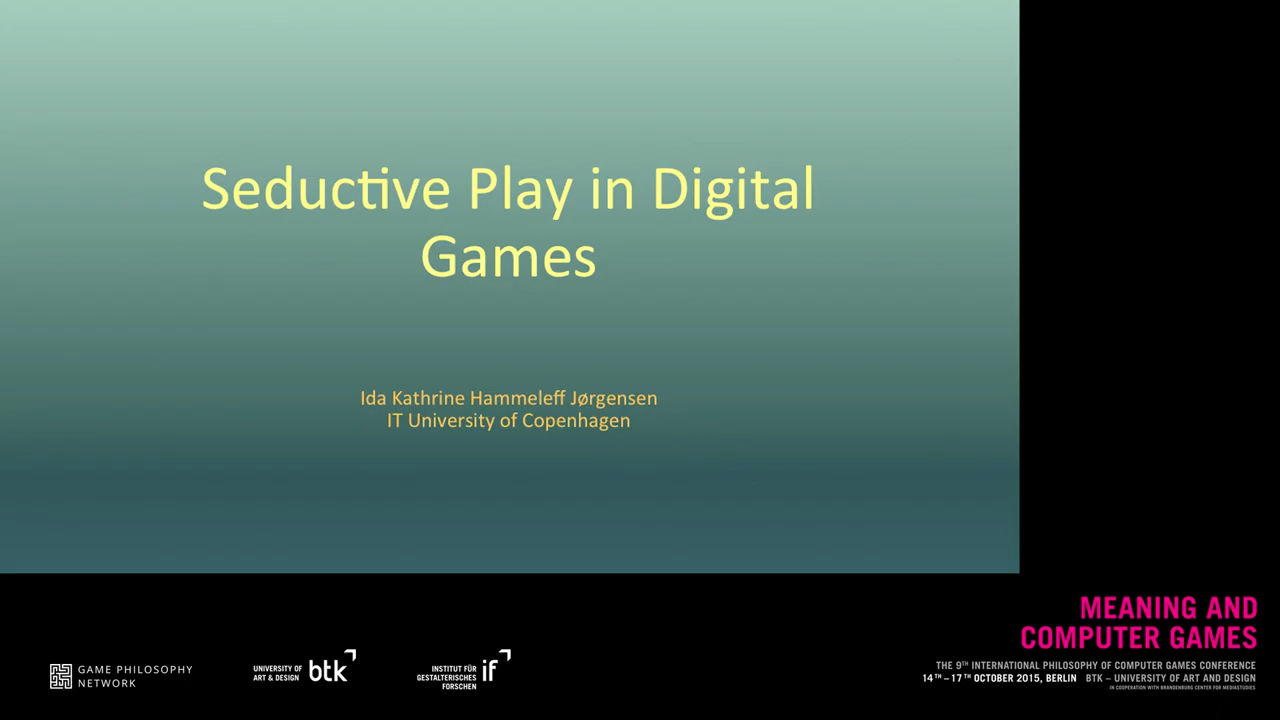 Seductive Play in Digital
Games
Ida Kathrine Hammeleff Jørgensen
IT University of Copenhagen
MEANING AND
COMPUTER GAMES
THE 9TH INTERNATIONAL PHILOSOPHY OF COMPUTER GAMES CONFERENCE
14TH – 17TH OCTOBER 2015, BERLIN BTK – UNIVERSITY OF ART AND DESIGN
IN COOPERATION WITH BRANDENBURG CENTER FOR MEDIASTUDIES
GAME PHILOSOPHY
NETWORK
UNIVERSITY OF
ART & DESIGN
btk
INSTITUT FÜR
GESTALTERISCHES
FORSCHEN
if